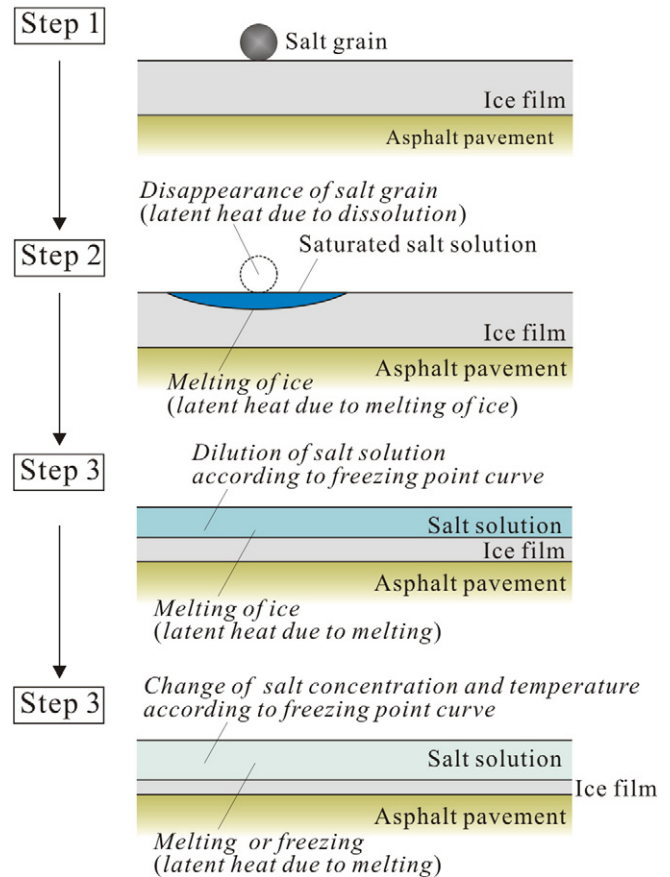 Step 1
Salt grain
Ice film
Asphalt pavement
Disappearance of salt grain
(latent heat due to dissolution)
Step 2
Saturated salt solution
Ice film
Asphalt pavement
Melting of ice
(latent heat due to melting of ice)
Step 3
Dilution of salt solution
according to freezing point curve
Salt solution
Ice film
Asphalt pavement
Melting of ice
(latent heat due to melting)
Step 3
Change of salt concentration and temperature
according to freezing point curve
Salt solution
Ice film
Asphalt pavement
Melting or freezing
(latent heat due to melting)